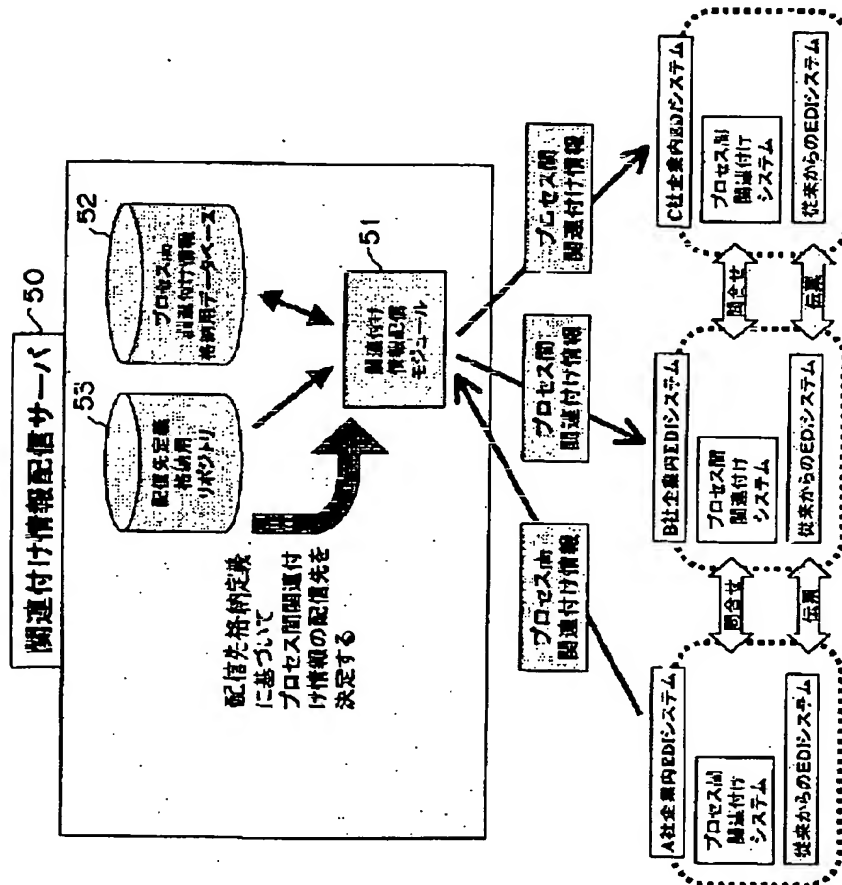 関連付け情報配信サーバ
50
53
配信先定義
格納用
リポジトリ
52
プロセス間
関連付け情報
格納用データベース
配信先格納定義
に基づいて
プロセス間関連付
け情報の配信先を
決定する
51
関連付け
情報配信
モジュール
プロセス間
関連付け情報
プロセス間
関連付け情報
プロセス間
関連付け情報
A社企業内EDIシステム
プロセス間
関連付け
システム
従来からのEDIシステム
問合せ
伝票
B社企業内EDIシステム
プロセス間
関連付け
システム
従来からのEDIシステム
問合せ
伝票
C社企業内EDIシステム
プロセス間
関連付け
システム
従来からのEDIシステム